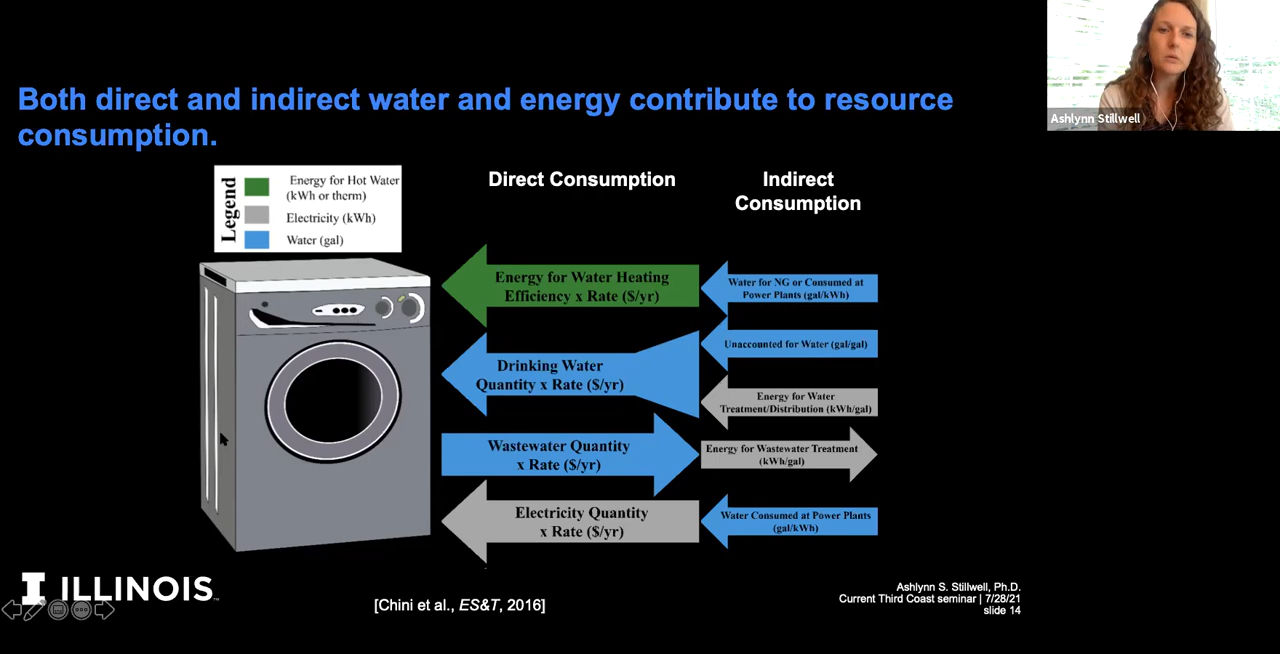 Ashlynn Stillwell
Both direct and indirect water and energy contribute to resource
consumption.
Legend
Energy for Hot Water
(kWh or therm)
Electricity (kWh)
Water (gal)
Direct Consumption
Indirect
Consumption
Energy for Water Heating
Efficiency x Rate ($/yr)
Water for NG or Consumed at
Power Plants (gal/kWh)
Drinking Water
Quantity x Rate ($/yr)
Unaccounted for Water (gal/gal)
Energy for Water
Treatment/Distribution (kWh/gal)
Wastewater Quantity
x Rate ($/yr)
Energy for Wastewater Treatment
(kWh/gal)
Electricity Quantity
x Rate ($/yr)
Water Consumed at Power Plants
(gal/kWh)
I ILLINOIS
[Chini et al., ES&T, 2016]
Ashlynn S. Stillwell, Ph.D.
Current Third Coast seminar | 7/28/21
slide 14